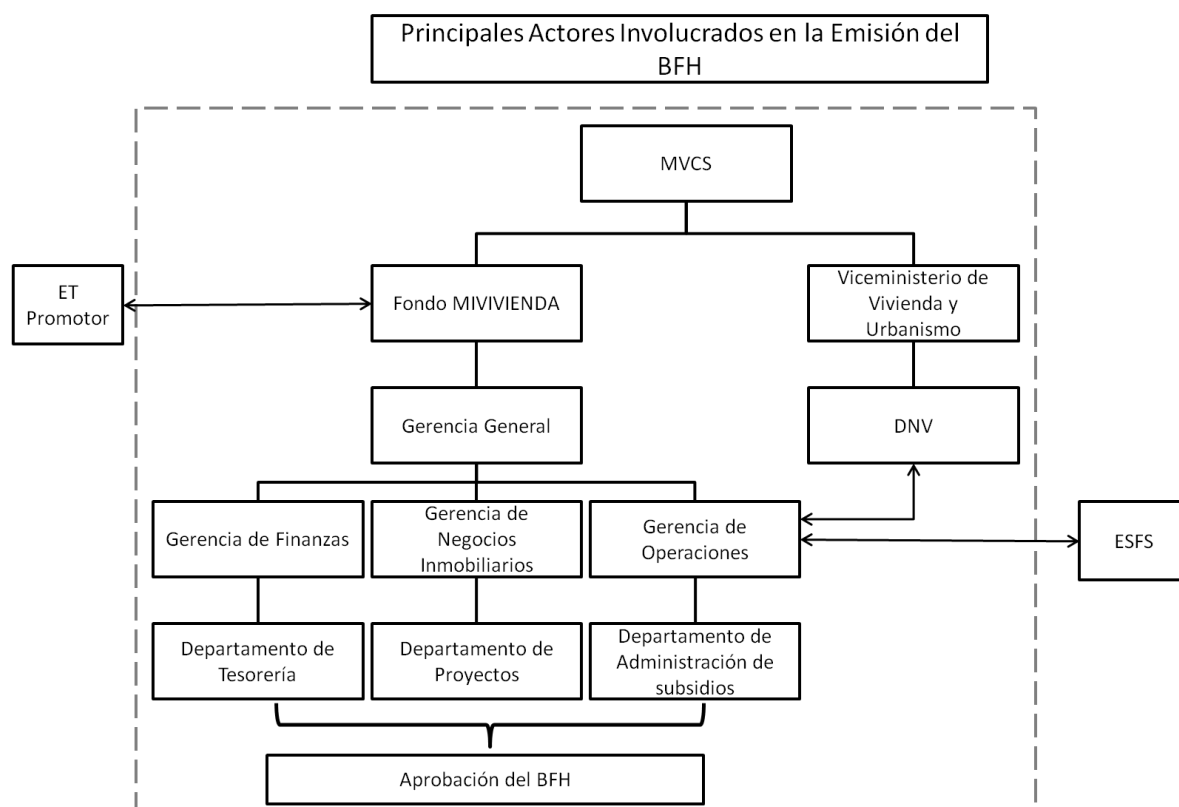 Principales Actores Involucrados en la Emisión del
BFH
MVCS
ET
Promotor
Fondo MIVIVIENDA
Viceministerio de
Vivienda y
Urbanismo
Gerencia General
DNV
Gerencia de Finanzas
Gerencia de
Negocios
Inmobiliarios
Gerencia de
Operaciones
ESFS
Departamento de
Tesorería
Departamento de
Proyectos
Departamento de
Administración de
subsidios
Aprobación del BFH